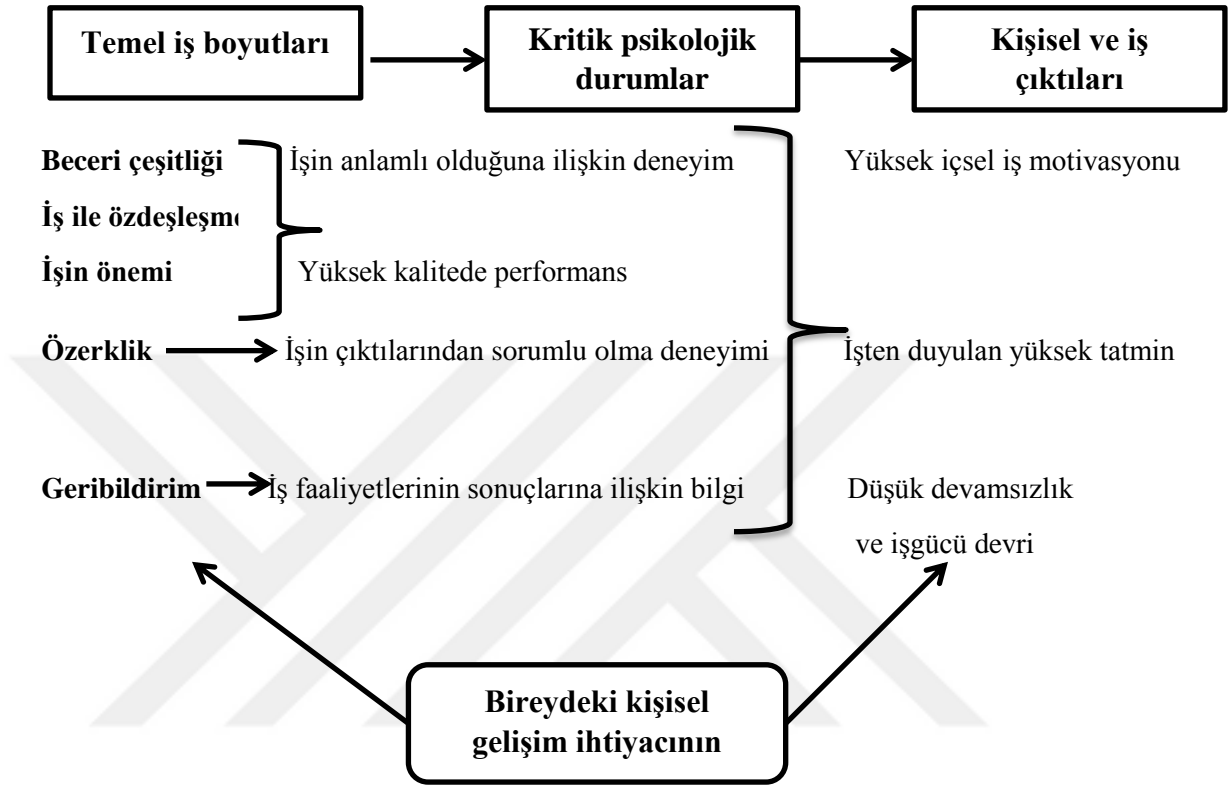 Temel iş boyutları
Kritik psikolojik
durumlar
Kişisel ve iş
çıktıları
Beceri çeşitliği
İşin anlamlı olduğuna ilişkin deneyim
Yüksek içsel iş motivasyonu
İş ile özdeşleşme
İşin önemi
Yüksek kalitede performans
Özerklik
İşin çıktılarından sorumlu olma deneyimi
İşten duyulan yüksek tatmin
Geribildirim
İş faaliyetlerinin sonuçlarına ilişkin bilgi
Düşük devamsızlık
ve işgücü devri
Bireydeki kişisel
gelişim ihtiyacının